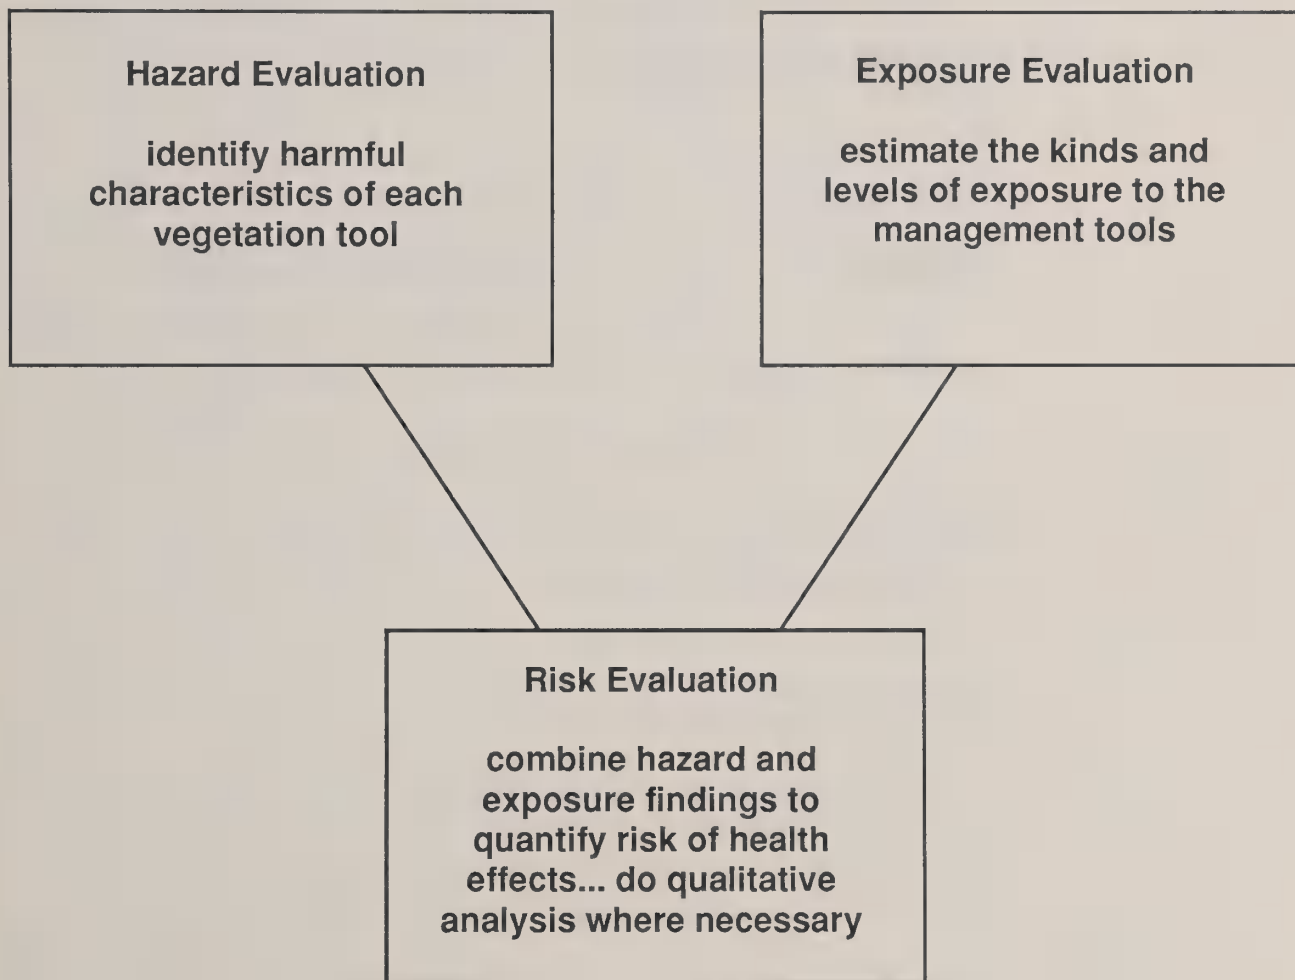 Hazard Evaluation
identify harmful
characteristics of each
vegetation tool
Exposure Evaluation
estimate the kinds and
levels of exposure to the
management tools
Risk Evaluation
combine hazard and
exposure findings to
quantify risk of health
effects... do qualitative
analysis where necessary